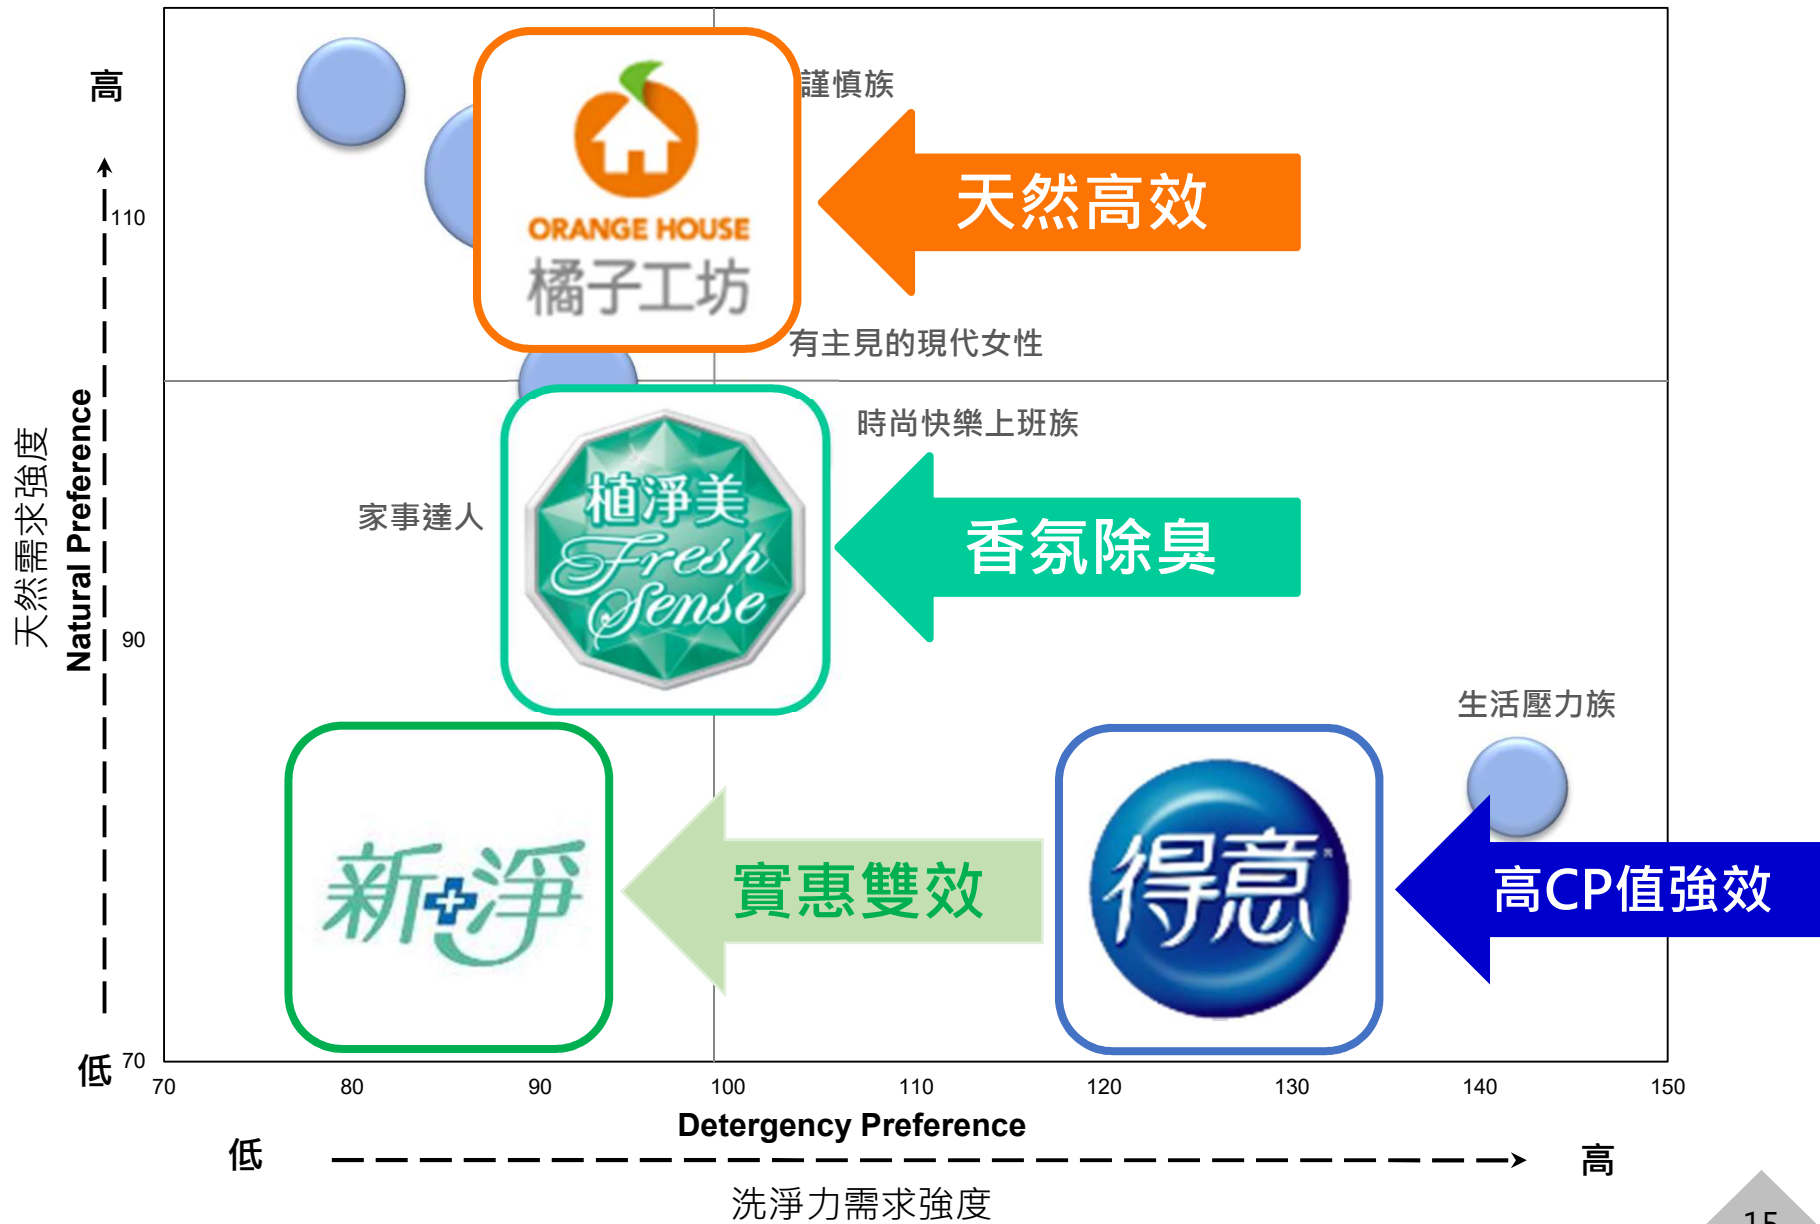 高
謹慎族
天然高效
ORANGE HOUSE
橘子工坊
110
有主見的現代女性
天然需求強度
Natural Preference
時尚快樂上班族
家事達人
植淨美
Fresh
Sense
香氛除臭
90
生活壓力族
新淨
實惠雙效
得意®
高CP值強效
低
70
70 80 90 100 110 120 130 140 150
Detergency Preference
低
高
洗淨力需求強度
15